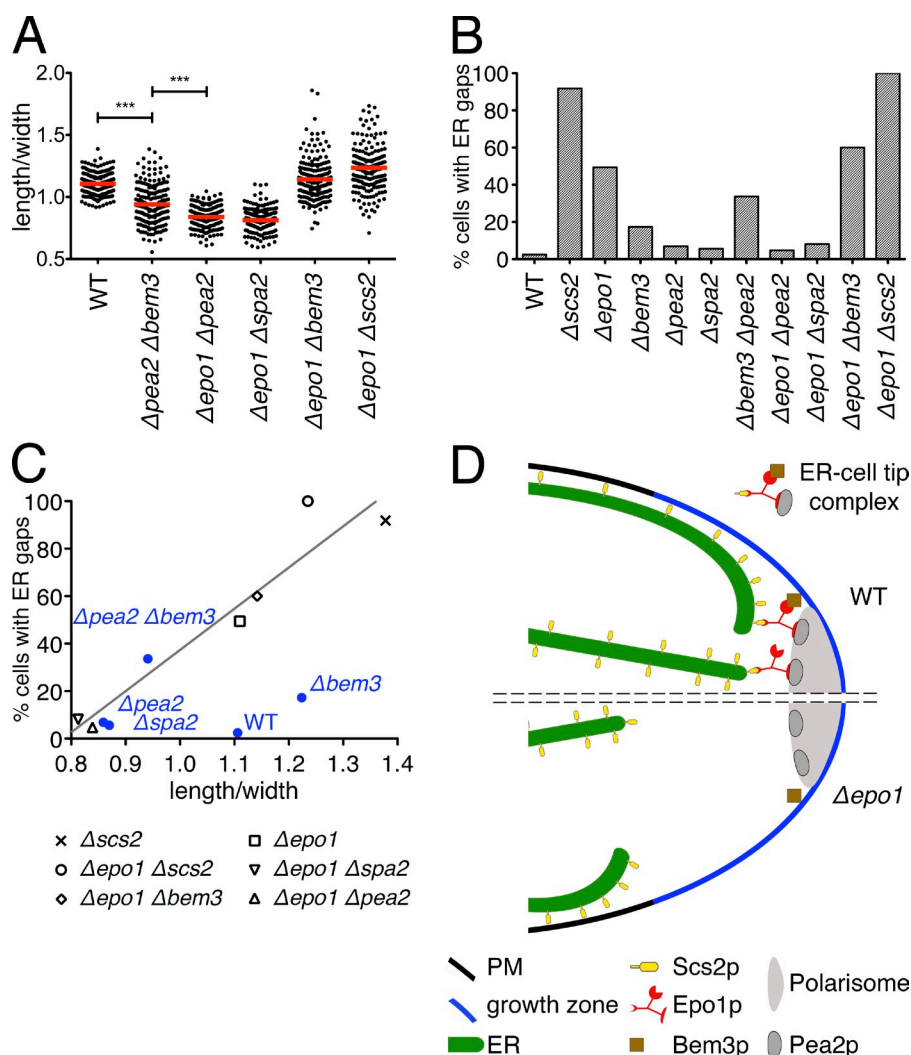 A
length/width
2.0
1.5
1.0
0.5
***
***
WT
Δpea2 Δbem3
Δepo1 Δpea2
Δepo1 Δspa2
Δepo1 Δbem3
Δepo1 Δscs2
B
% cells with ER gaps
100
80
60
40
20
0
WT
Δscs2
Δepo1
Δbem3
Δpea2
Δspa2
Δbem3 Δpea2
Δepo1 Δpea2
Δepo1 Δspa2
Δepo1 Δbem3
Δepo1 Δscs2
C
% cells with ER gaps
100
80
60
40
20
0
Δpea2 Δbem3
Δpea2
Δspa2
WT
Δbem3
0.8 0.9 1.0 1.1 1.2 1.3 1.4
length/width
Δscs2
Δepo1
Δepo1 Δscs2
Δepo1 Δspa2
Δepo1 Δbem3
Δepo1 Δpea2
D
ER-cell tip
complex
WT
Δepo1
PM
Scs2p
Polarisome
growth zone
Epo1p
ER
Bem3p
Pea2p